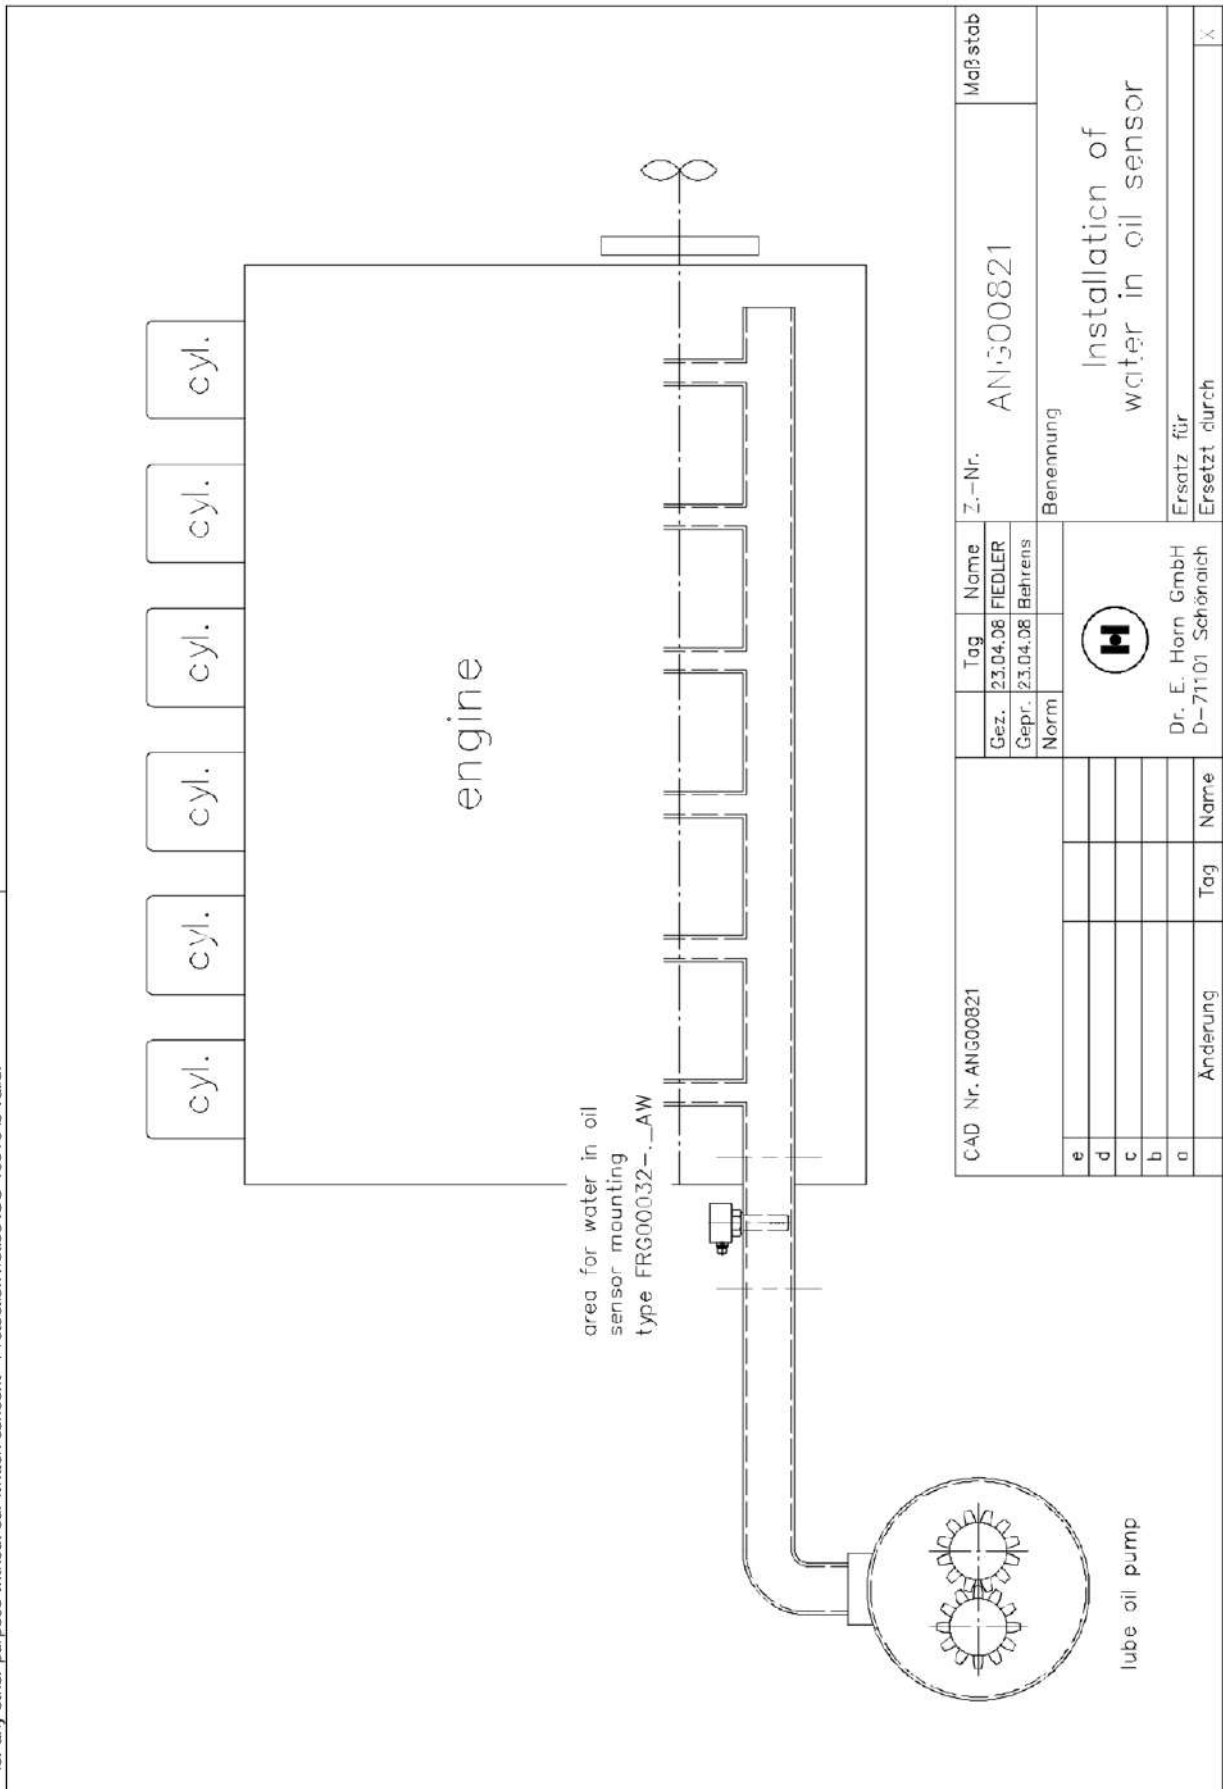 cyl.
cyl.
cyl.
cyl.
cyl.
cyl.
engine
area for water in oil
sensor mounting
type FRG00032-._AW
lube oil pump
CAD Nr. ANG00821
e
d
c
b
a
Änderung
Tag
Name
Tag
Name
Gez.
23.04.08
FIEDLER
Gepr.
23.04.08
Behrens
Norm
Dr. E. Horn GmbH
D-71101 Schönaich
Z.-Nr.
ANG00821
Maßstab
Benennung
Installation of
water in oil sensor
Ersatz für
Ersetzt durch
X